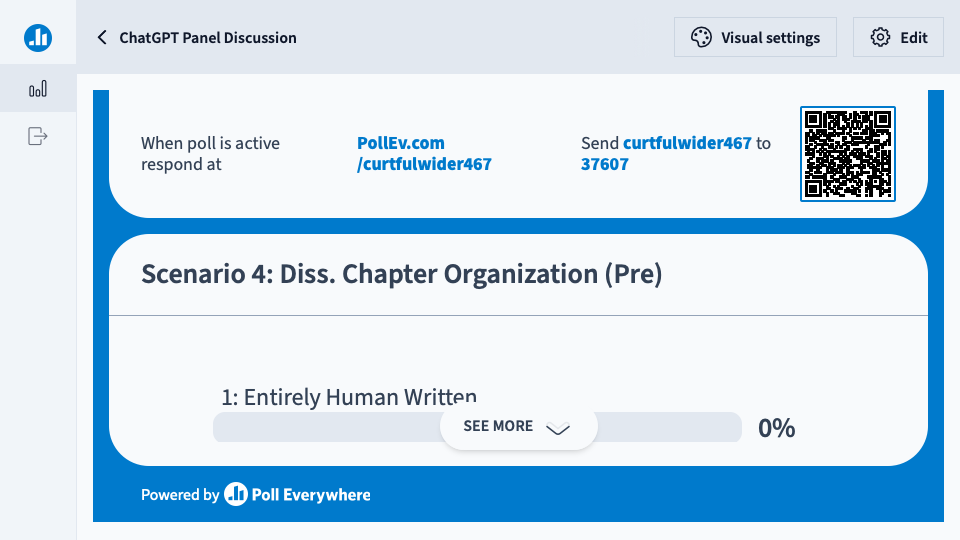 ChatGPT Panel Discussion
Visual settings
Edit
When poll is active
respond at
PollEv.com
/curtfulwider467
Send curtfulwider467 to
37607
Scenario 4: Diss. Chapter Organization (Pre)
1: Entirely Human Written
0%
SEE MORE
Powered by Poll Everywhere